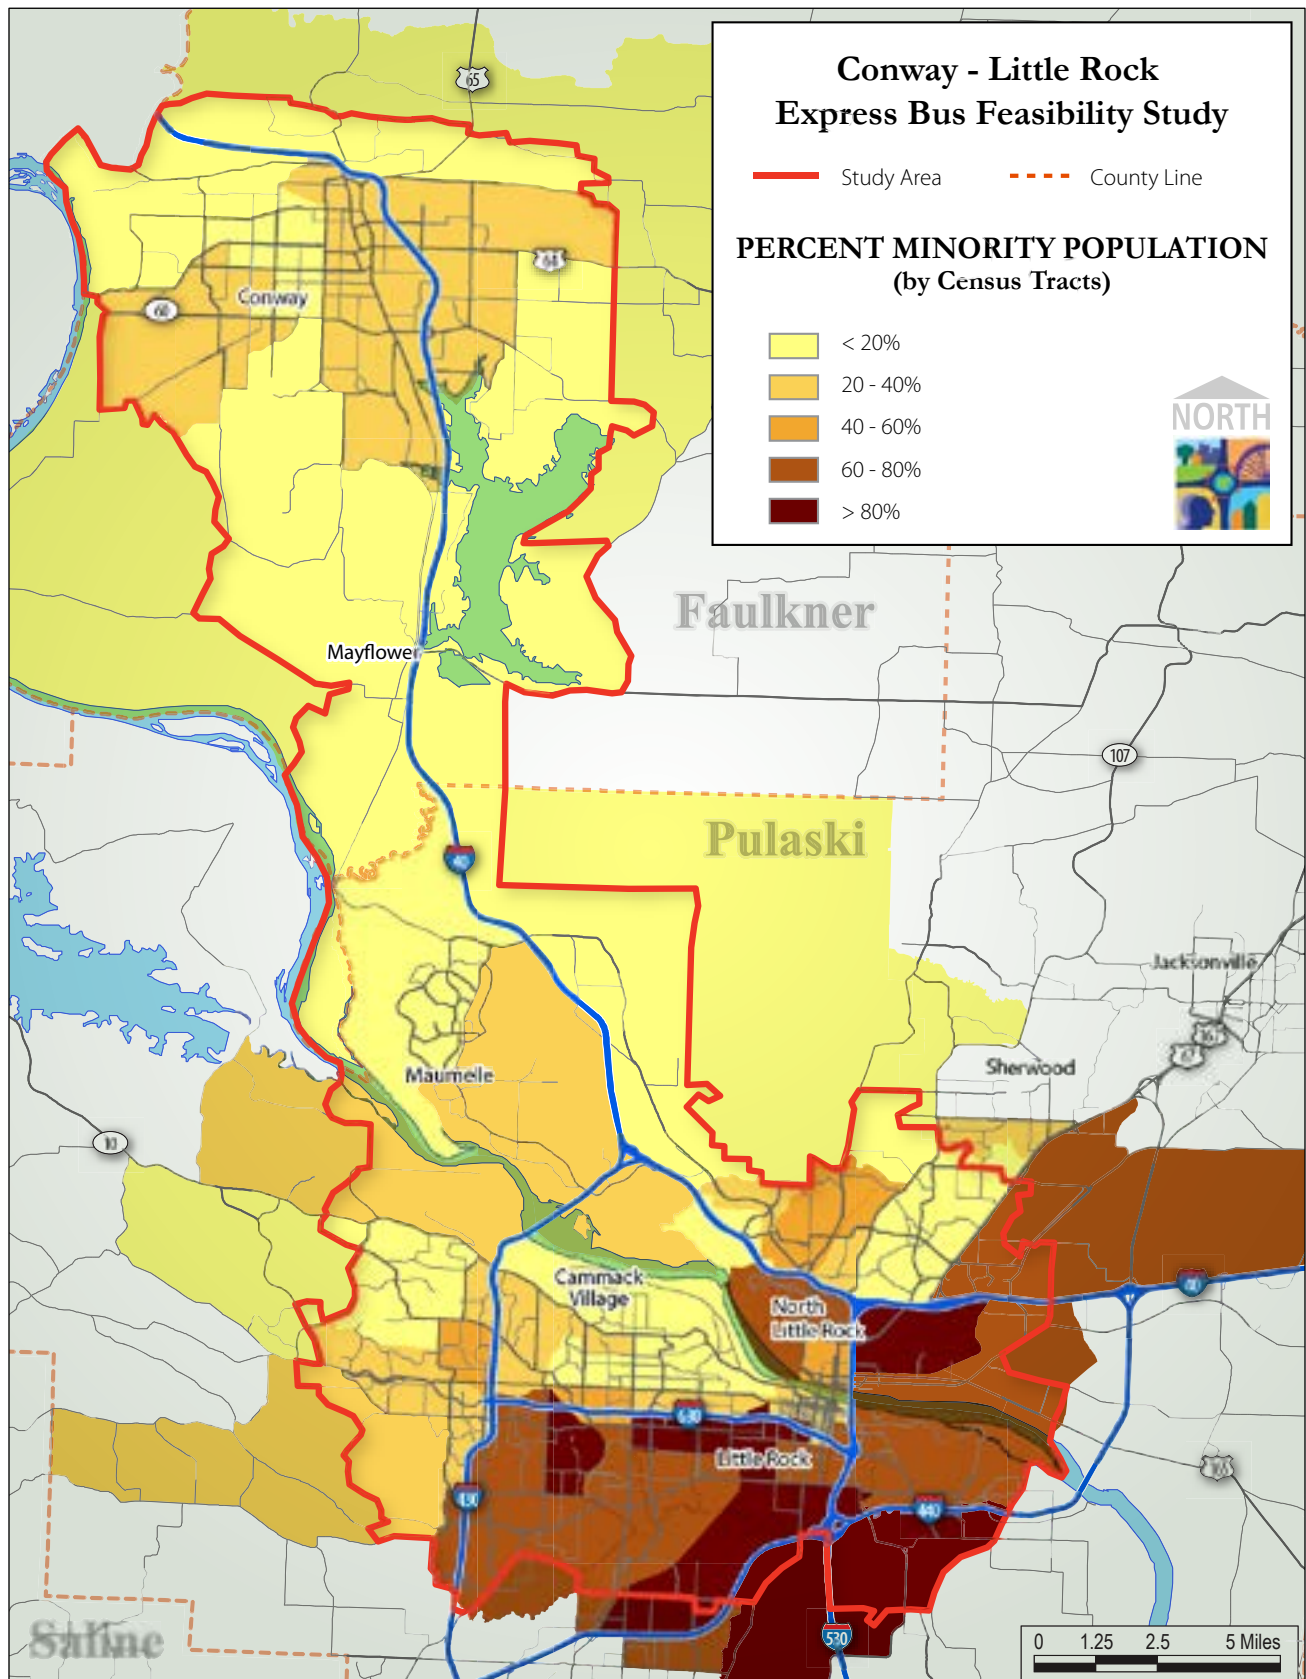 Conway - Little Rock
Express Bus Feasibility Study
Study Area
County Line
PERCENT MINORITY POPULATION
(by Census Tracts)
< 20%
20 - 40%
40 - 60%
60 - 80%
> 80%
NORTH
65
64
60
Conway
Faulkner
Mayflower
107
Pulaski
40
Jacksonville
167
67
Sherwood
Maumelle
10
Cammack
Village
40
North
Little Rock
630
Little Rock
165
430
440
530
Saline
0 1.25 2.5 5 Miles